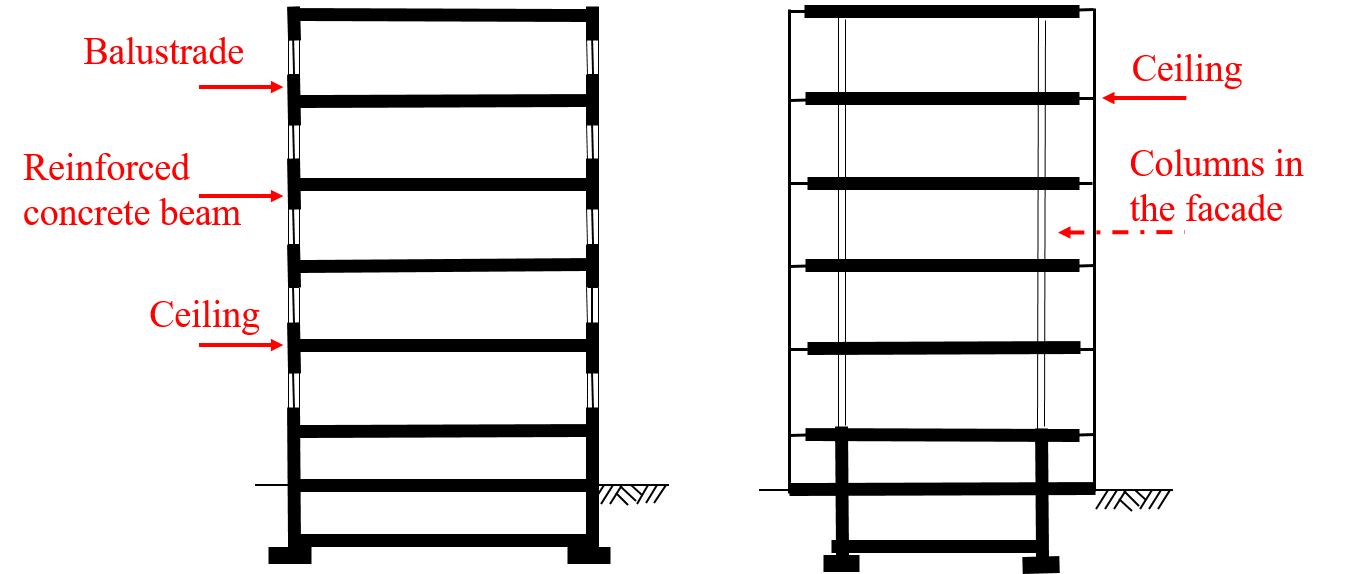 Balustrade
Reinforced
concrete beam
Ceiling
Ceiling
Columns in
the facade